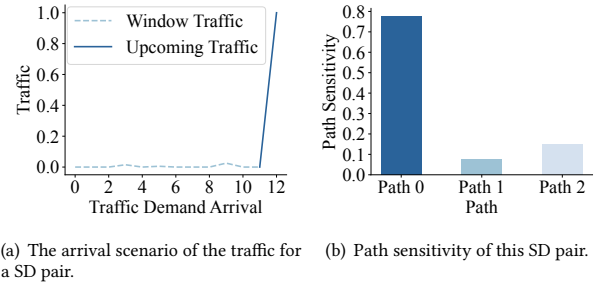 1.0
0.8
0.6
0.4
0.2
0.0
Traffic
Window Traffic
Upcoming Traffic
0 2 4 6 8 10 12
Traffic Demand Arrival
(a) The arrival scenario of the traffic for
a SD pair.
0.8
0.7
0.6
0.5
0.4
0.3
0.2
0.1
0.0
Path Sensitivity
Path 0 Path 1 Path 2
Path
(b) Path sensitivity of this SD pair.